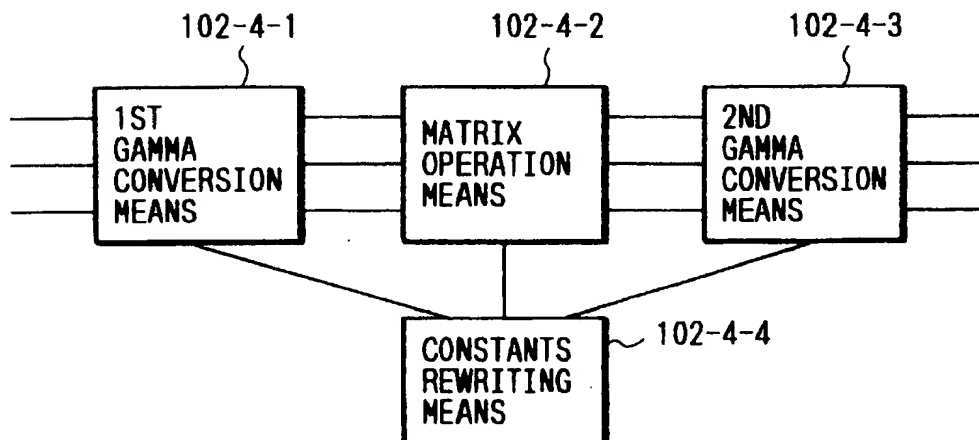 102-4-1
102-4-2
102-4-3
1ST
GAMMA
CONVERSION
MEANS
MATRIX
OPERATION
MEANS
2ND
GAMMA
CONVERSION
MEANS
102-4-4
CONSTANTS
REWRITING
MEANS